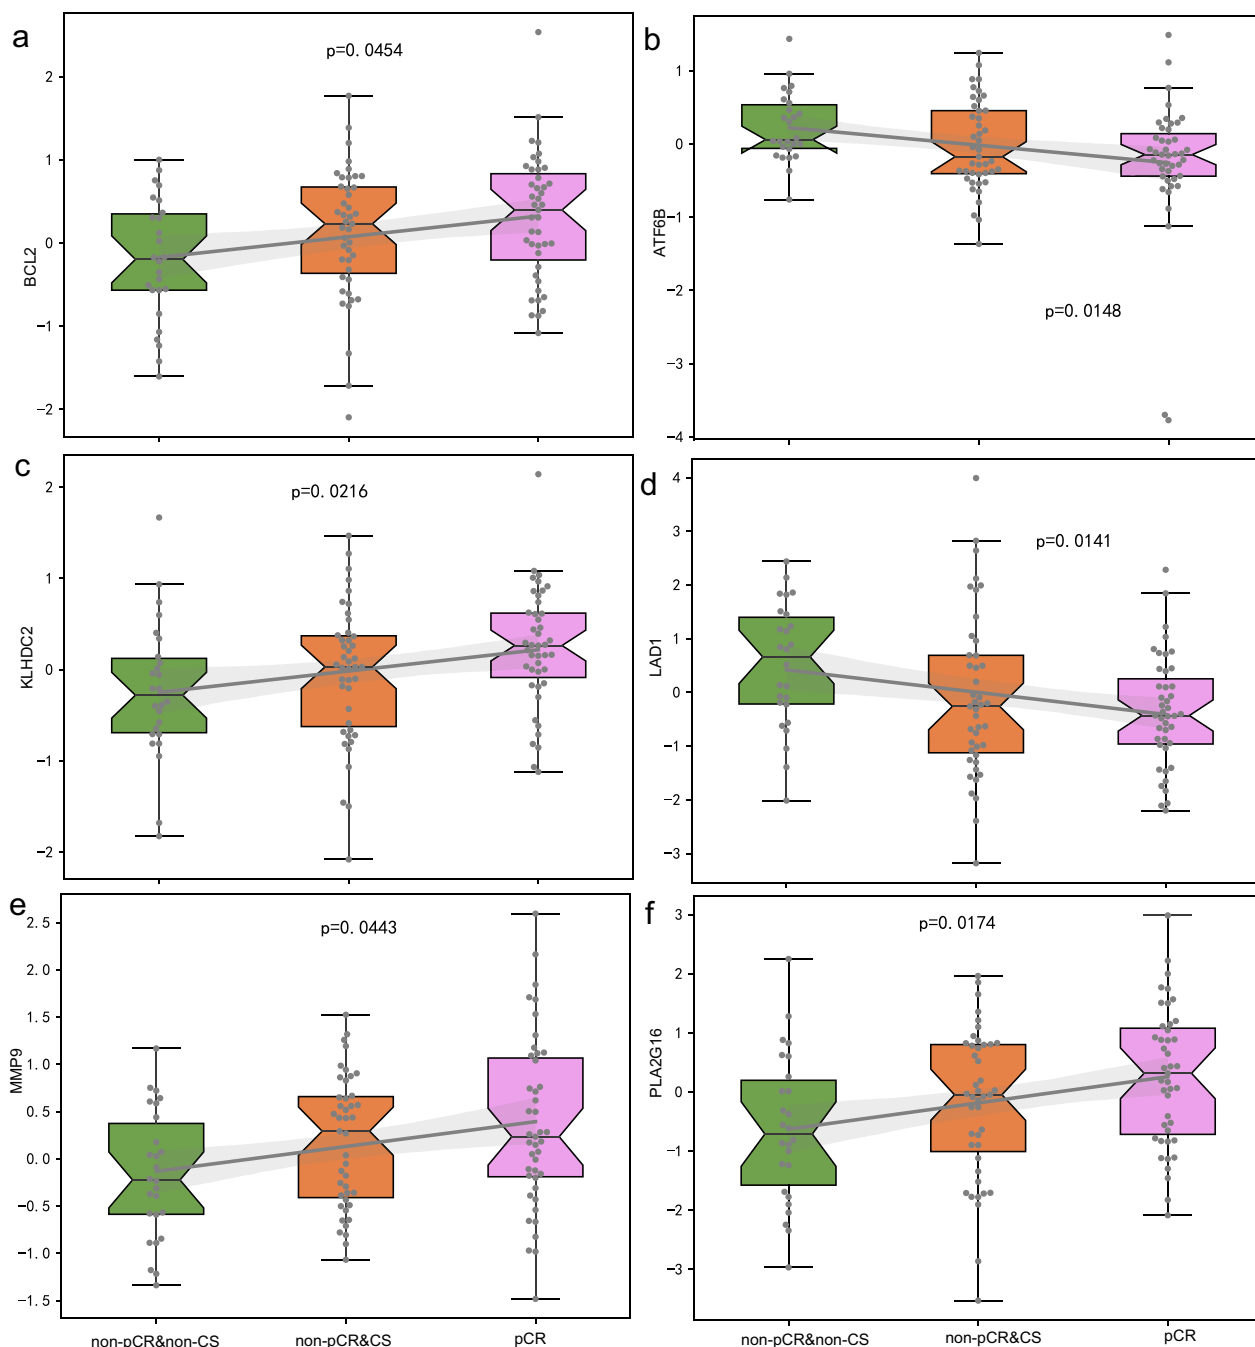 a
p=0.0454
BCL2
2
1
0
−1
−2
b
p=0.0148
ATF6B
1
0
−1
−2
−3
−4
c
p=0.0216
KLHDC2
2
1
0
−1
−2
d
p=0.0141
LAD1
4
3
2
1
0
−1
−2
−3
e
p=0.0443
MMP9
2.5
2.0
1.5
1.0
0.5
0.0
−0.5
−1.0
−1.5
non-pCR&non-CS
non-pCR&CS
pCR
f
p=0.0174
PLA2G16
3
2
1
0
−1
−2
−3
non-pCR&non-CS
non-pCR&CS
pCR